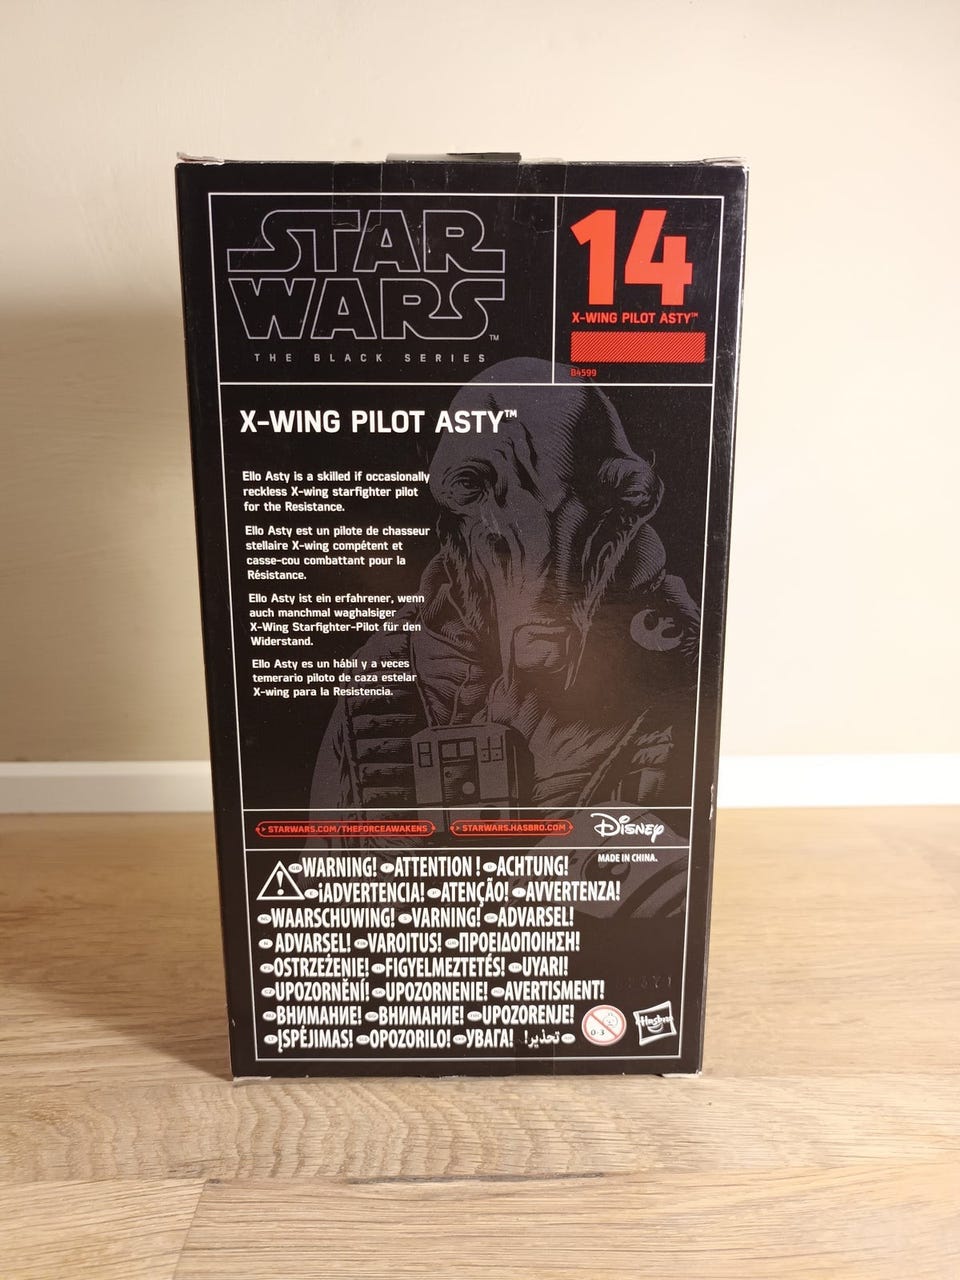 STAR
WARS™
THE BLACK SERIES
14
X-WING PILOT ASTY™
B4599
X-WING PILOT ASTY™
Ello Asty is a skilled if occasionally
reckless X-wing starfighter pilot
for the Resistance.
Ello Asty est un pilote de chasseur
stellaire X-wing compétent et
casse-cou combattant pour la
Résistance.
Ello Asty ist ein erfahrener, wenn
auch manchmal waghalsiger
X-Wing Starfighter-Pilot für den
Widerstand.
Ello Asty es un hábil y a veces
temerario piloto de caza estelar
X-wing para la Resistencia.
STARWARS.COM/THEFORCEAWAKENS
STARWARS.HASBRO.COM
Disney
MADE IN CHINA.
WARNING! ATTENTION ! ACHTUNG!
¡ADVERTENCIA! ATENÇÃO! AVVERTENZA!
WAARSCHUWING! VARNING! ADVARSEL!
ADVARSEL! VAROITUS! ΠΡΟΕΙΔΟΠΟΙΗΣΗ!
OSTRZEŻENIE! FIGYELMEZTETÉS! UYARI!
UPOZORNĚNÍ! UPOZORNENIE! AVERTISMENT!
ВНИМАНИЕ! ВНИМАНИЕ! UPOZORENJE!
ĮSPĖJIMAS! OPOZORILO! УВАГА! تحذير!
0-3
Hasbro